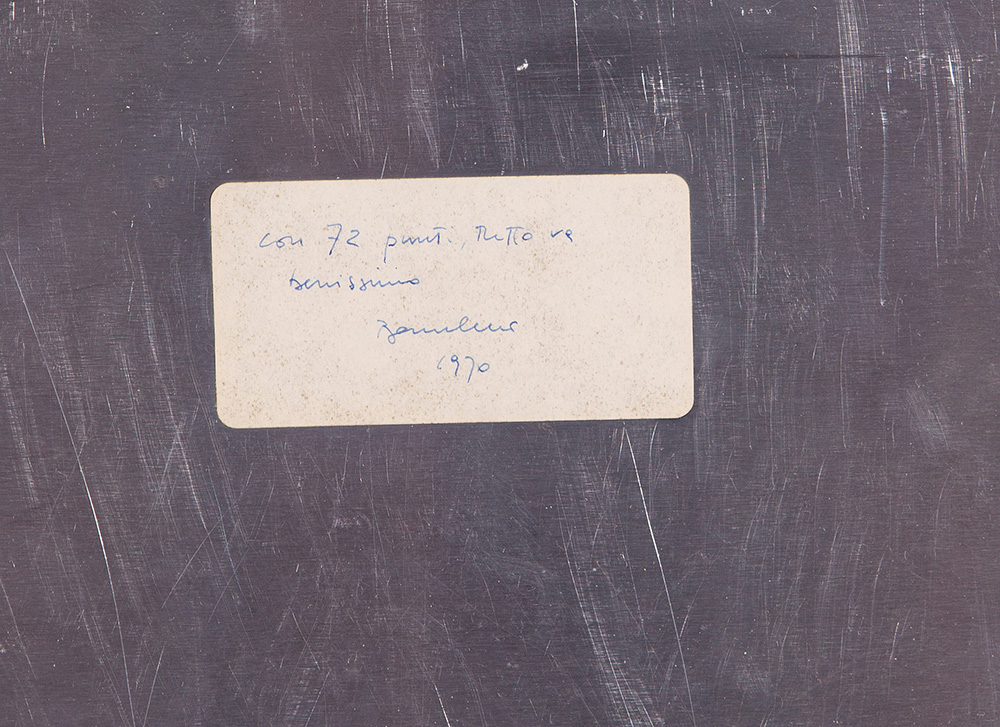 con 72 punti, tutto va
benissimo
1970